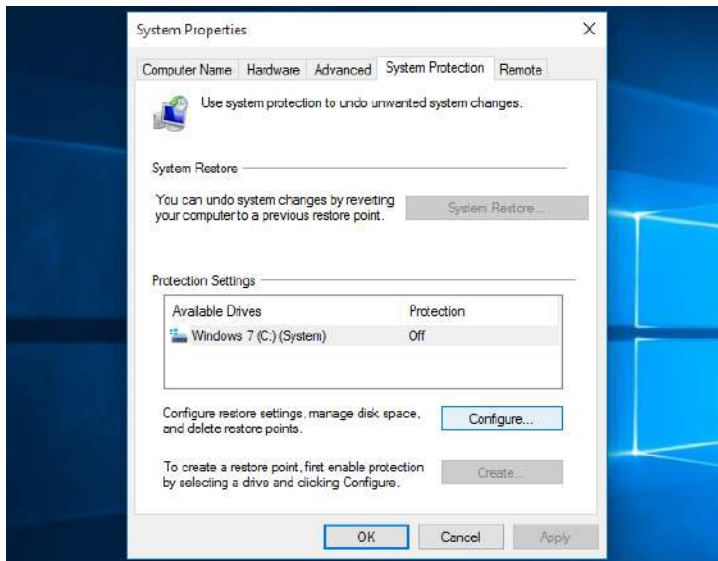 System Properties
Computer Name Hardware Advanced System Protection Remote
Use system protection to undo unwanted system changes.
System Restore
You can undo system changes by reverting
your computer to a previous restore point.
System Restore...
Protection Settings
Available Drives Protection
Windows 7 (C:) (System) Off
Configure restore settings, manage disk space,
and delete restore points.
Configure...
To create a restore point, first enable protection
by selecting a drive and clicking Configure.
Create...
OK Cancel Apply